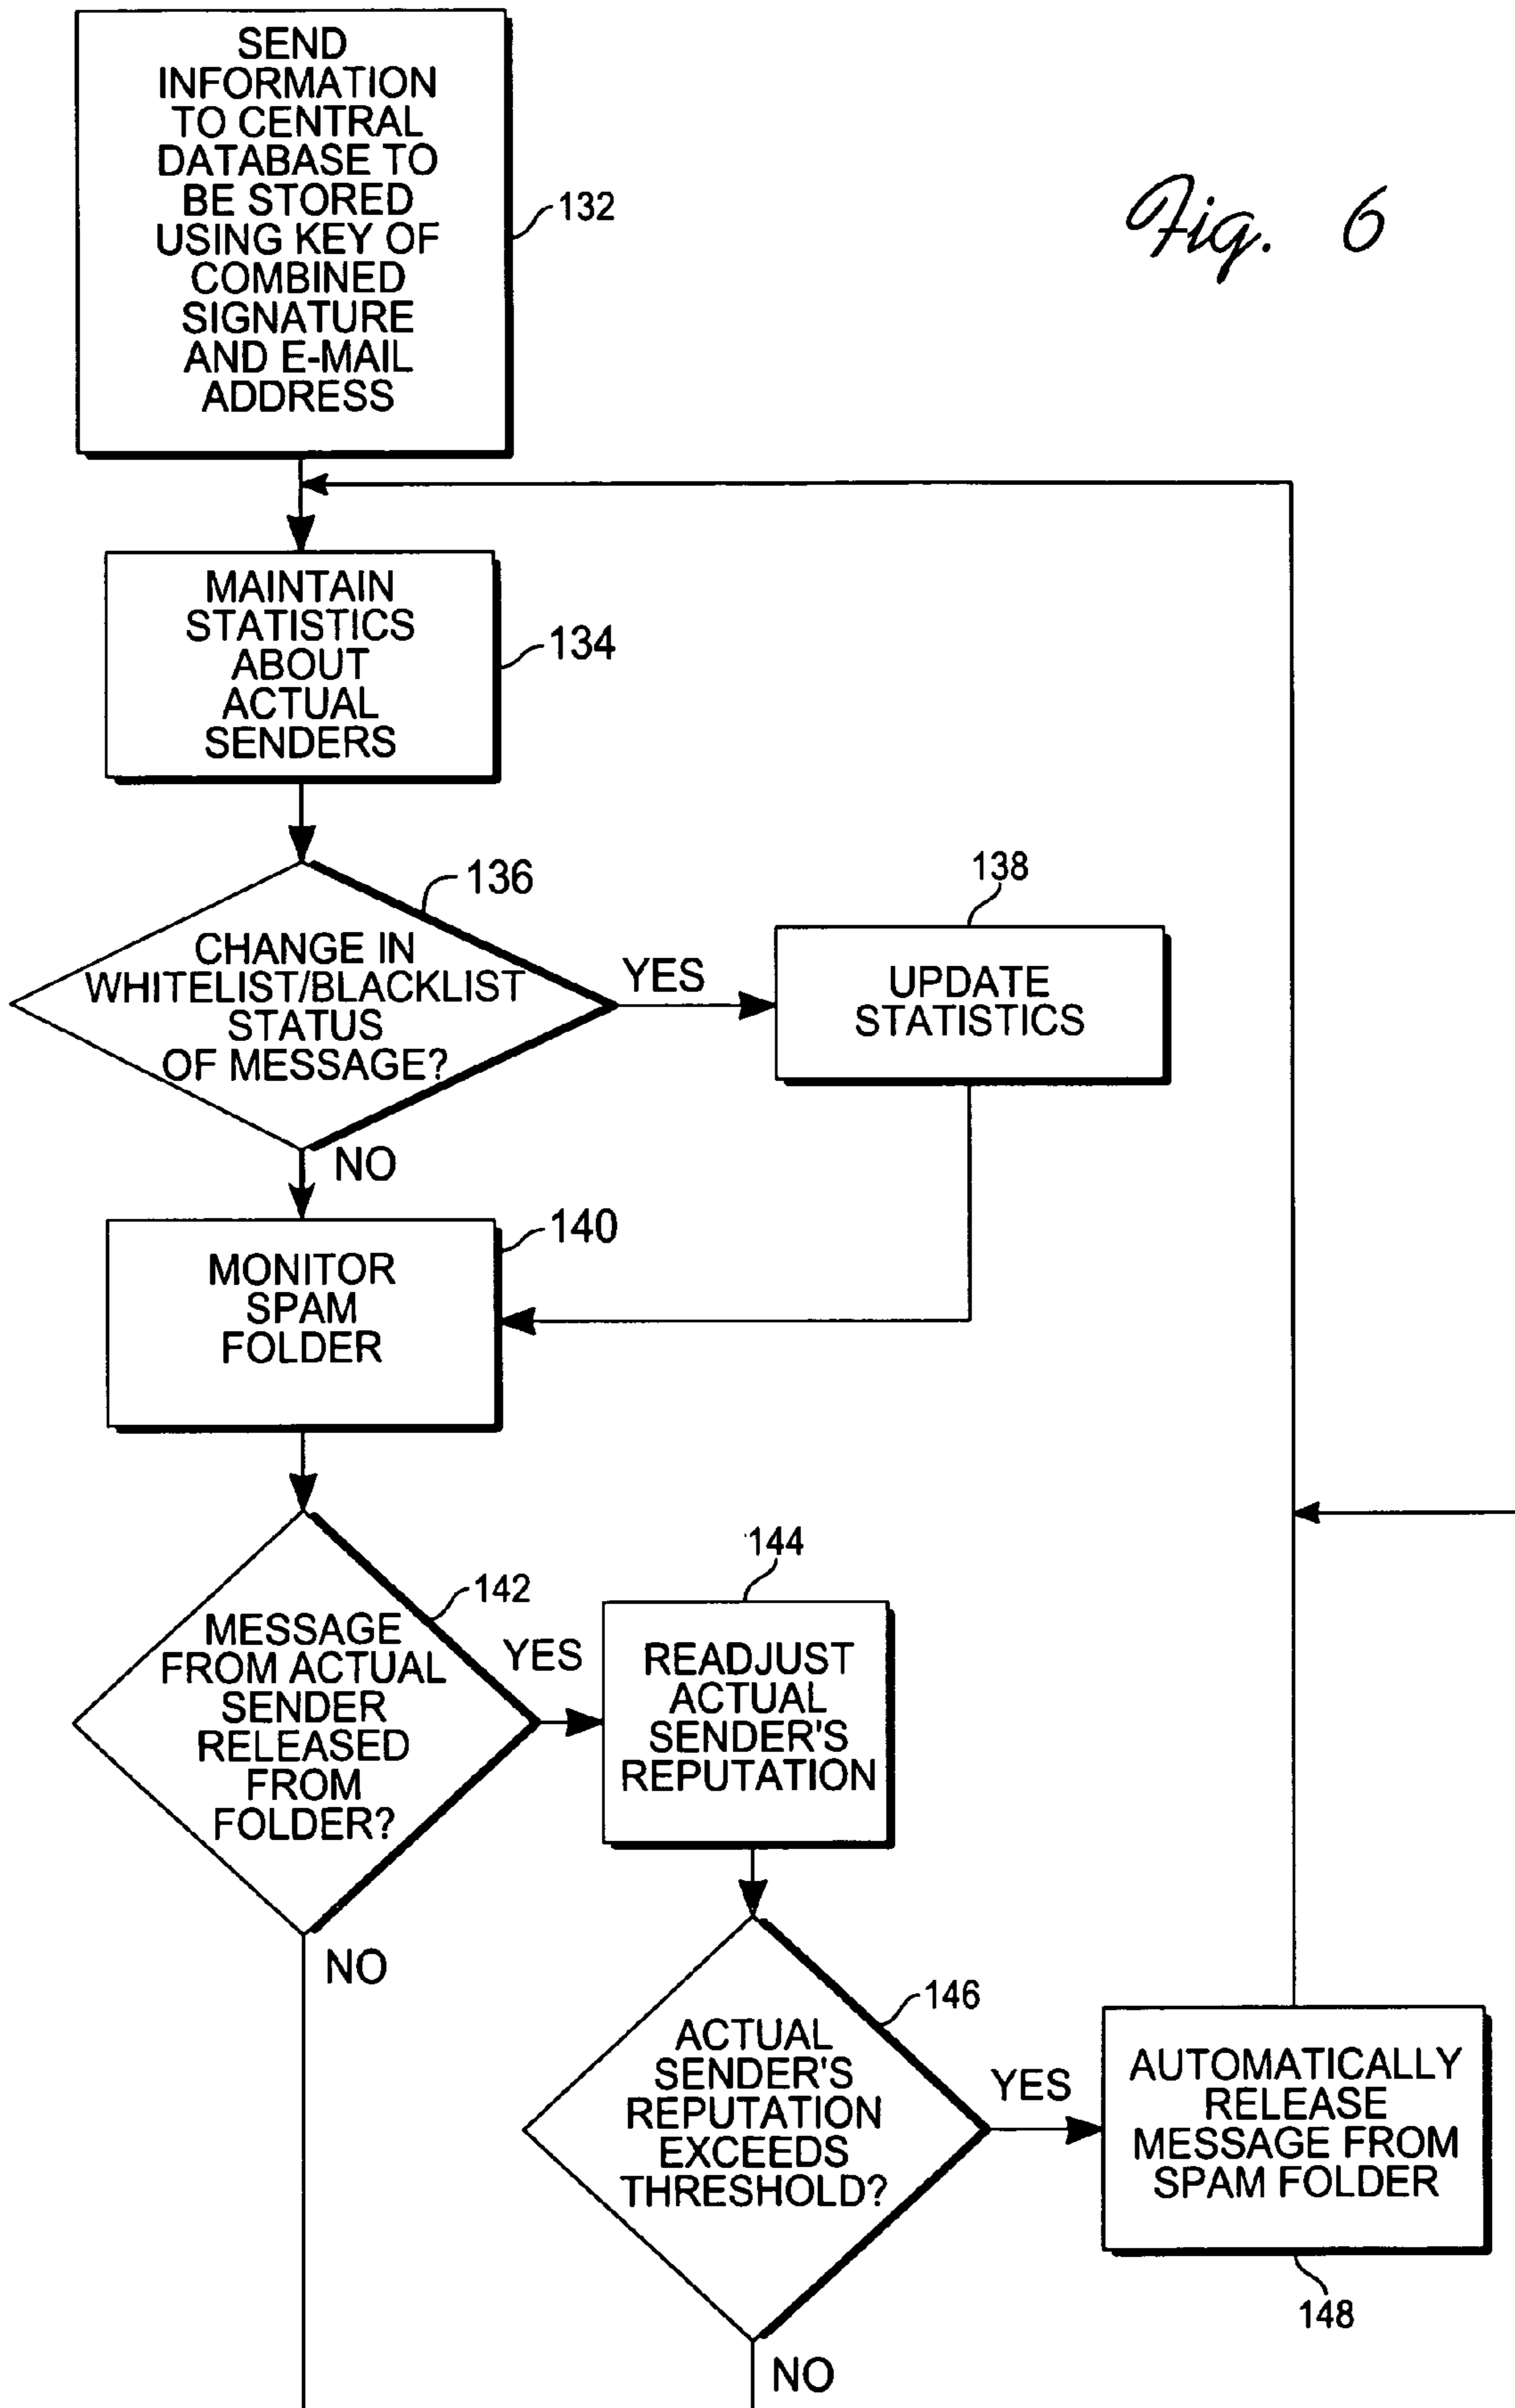 SEND
INFORMATION
TO CENTRAL
DATABASE TO
BE STORED
USING KEY OF
COMBINED
SIGNATURE
AND E-MAIL
ADDRESS
132
Fig. 6
MAINTAIN
STATISTICS
ABOUT
ACTUAL
SENDERS
134
136
CHANGE IN
WHITELIST/BLACKLIST
STATUS
OF MESSAGE?
YES
138
UPDATE
STATISTICS
NO
140
MONITOR
SPAM
FOLDER
142
MESSAGE
FROM ACTUAL
SENDER
RELEASED
FROM
FOLDER?
YES
144
READJUST
ACTUAL
SENDER'S
REPUTATION
NO
146
ACTUAL
SENDER'S
REPUTATION
EXCEEDS
THRESHOLD?
YES
AUTOMATICALLY
RELEASE
MESSAGE FROM
SPAM FOLDER
148
NO